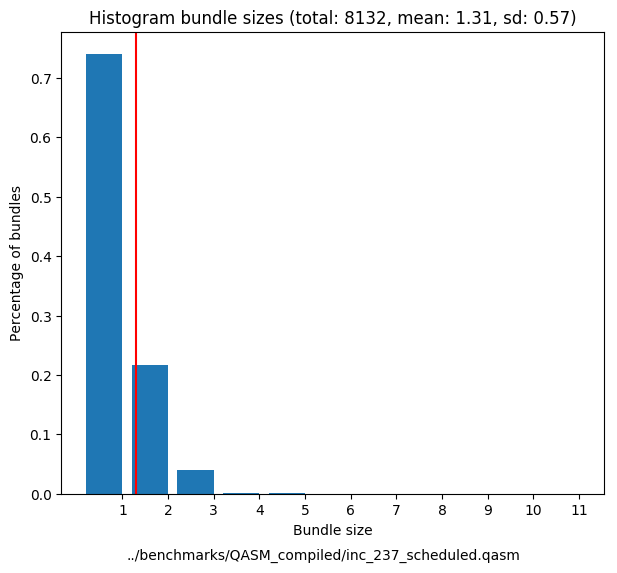 Histogram bundle sizes (total: 8132, mean: 1.31, sd: 0.57)
Percentage of bundles
0.7
0.6
0.5
0.4
0.3
0.2
0.1
0.0
1 2 3 4 5 6 7 8 9 10 11
Bundle size
../benchmarks/QASM_compiled/inc_237_scheduled.qasm